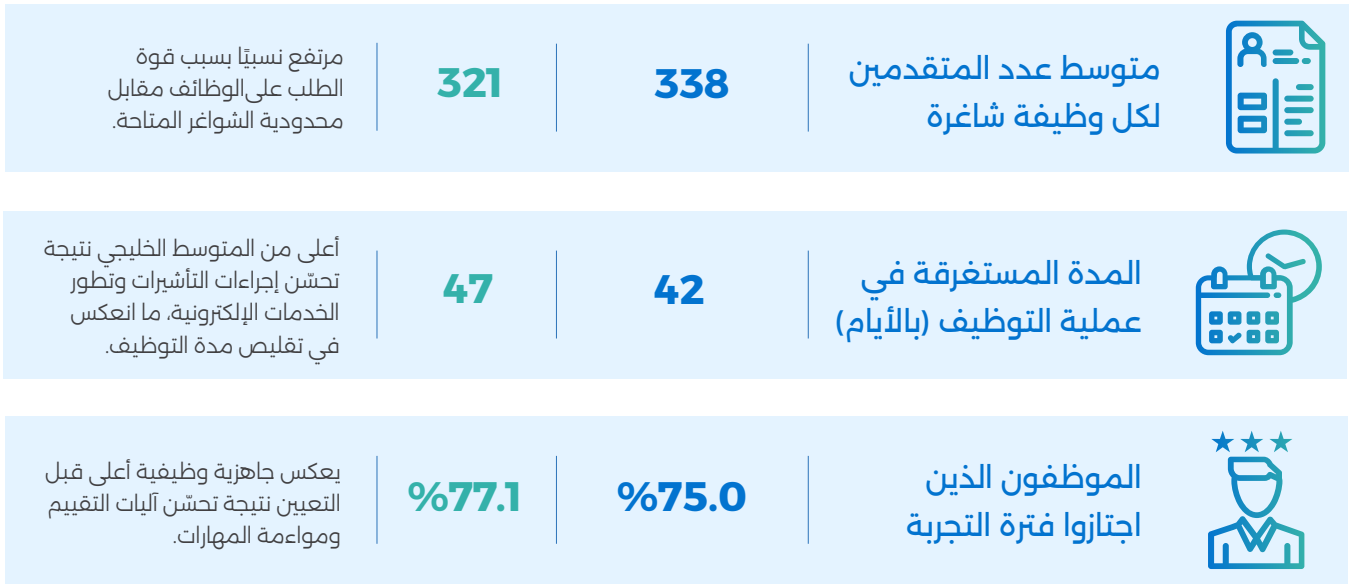 متوسط عدد المتقدمين
لكل وظيفة شاغرة
338
321
مرتفع نسبيًا بسبب قوة
الطلب على الوظائف مقابل
محدودية الشواغر المتاحة.
المدة المستغرقة في
عملية التوظيف (بالأيام)
42
47
أعلى من المتوسط الخليجي نتيجة
تحسّن إجراءات التأشيرات وتطور
الخدمات الإلكترونية، ما انعكس
في تقليص مدة التوظيف.
الموظفون الذين
اجتازوا فترة التجربة
%75.0
%77.1
يعكس جاهزية وظيفية أعلى قبل
التعيين نتيجة تحسّن آليات التقييم
ومواءمة المهارات.